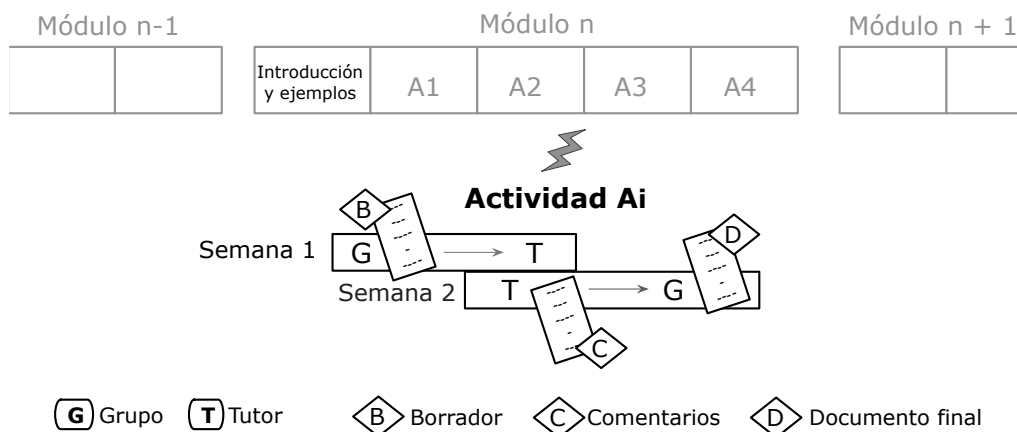 Módulo n-1
Módulo n
Módulo n + 1
Introducción
y ejemplos
A1
A2
A3
A4
Actividad Ai
B
D
Semana 1
G
T
Semana 2
T
G
C
G Grupo
T Tutor
B Borrador
C Comentarios
D Documento final